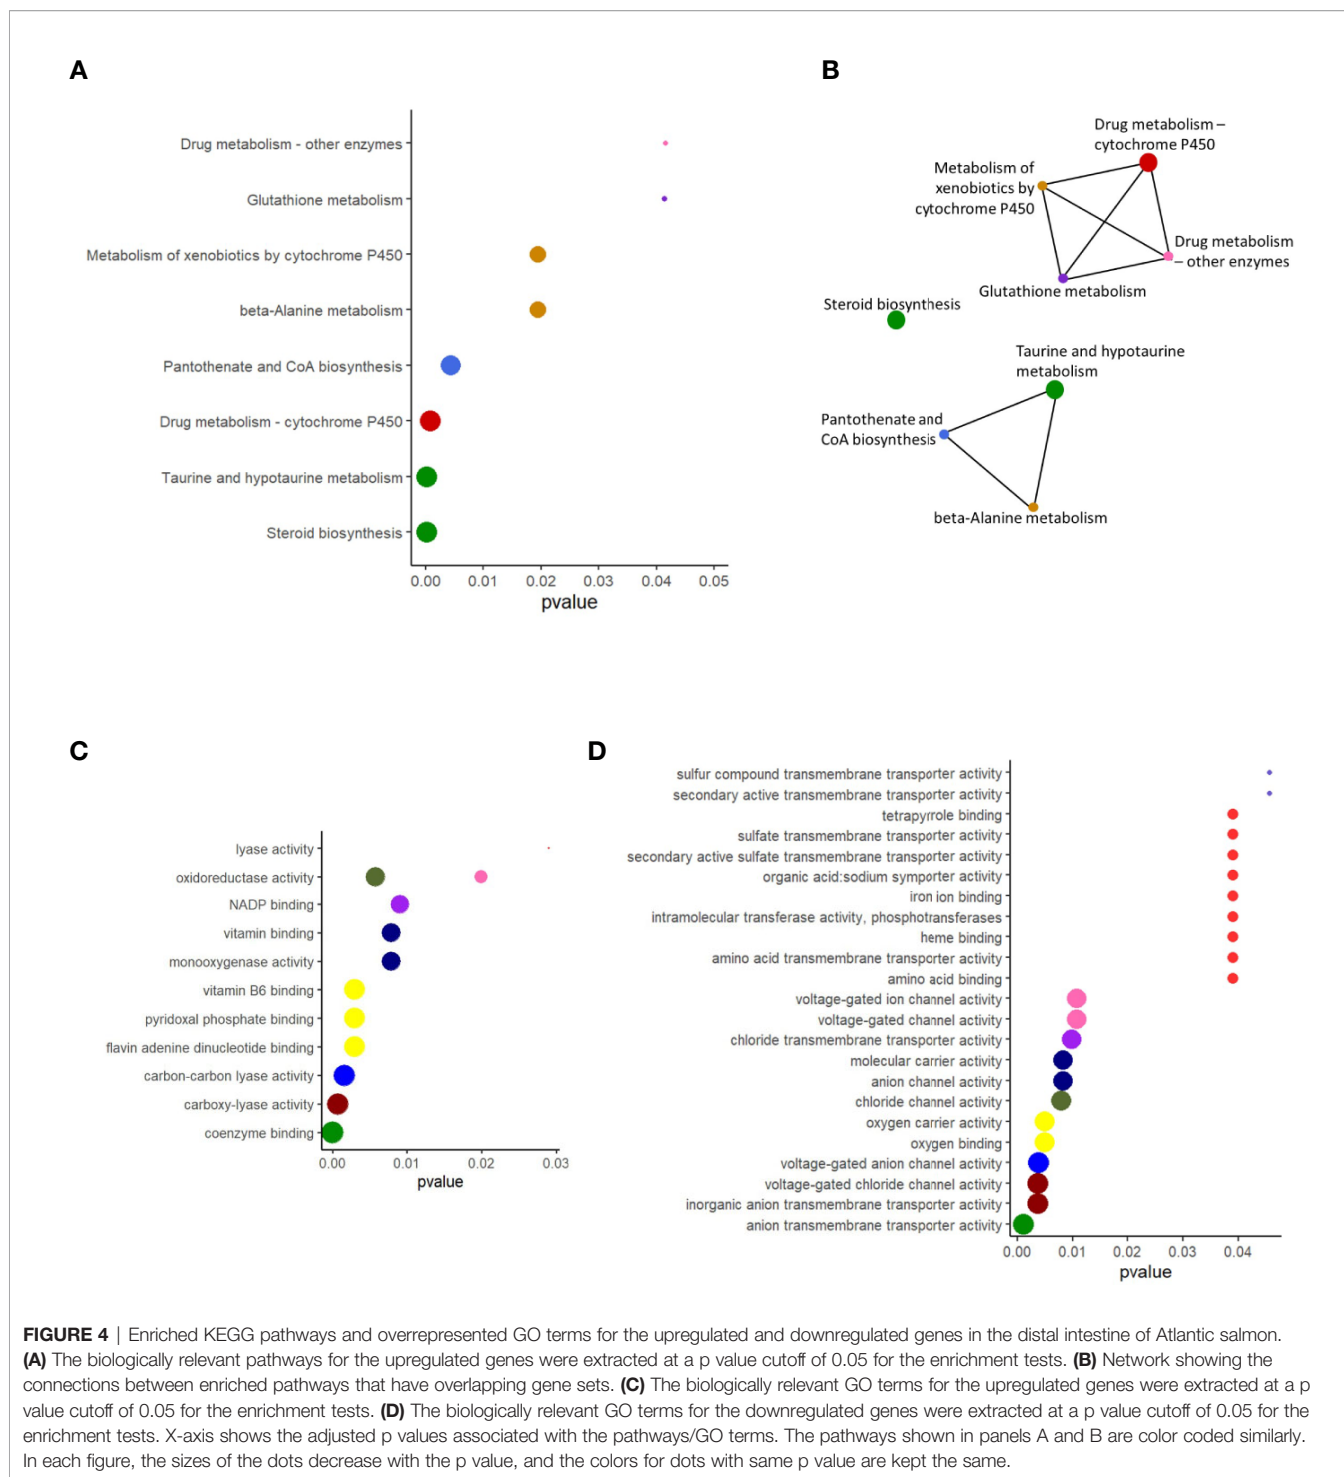 A
Drug metabolism - other enzymes
Glutathione metabolism
Metabolism of xenobiotics by cytochrome P450
beta-Alanine metabolism
Pantothenate and CoA biosynthesis
Drug metabolism - cytochrome P450
Taurine and hypotaurine metabolism
Steroid biosynthesis
0.00 0.01 0.02 0.03 0.04 0.05
pvalue
B
Drug metabolism –
cytochrome P450
Metabolism of
xenobiotics by
cytochrome P450
Drug metabolism
– other enzymes
Glutathione metabolism
Steroid biosynthesis
Taurine and hypotaurine
metabolism
Pantothenate and
CoA biosynthesis
beta-Alanine metabolism
C
lyase activity
oxidoreductase activity
NADP binding
vitamin binding
monooxygenase activity
vitamin B6 binding
pyridoxal phosphate binding
flavin adenine dinucleotide binding
carbon-carbon lyase activity
carboxy-lyase activity
coenzyme binding
0.00 0.01 0.02 0.03
pvalue
D
sulfur compound transmembrane transporter activity
secondary active transmembrane transporter activity
tetrapyrrole binding
sulfate transmembrane transporter activity
secondary active sulfate transmembrane transporter activity
organic acid:sodium symporter activity
iron ion binding
intramolecular transferase activity, phosphotransferases
heme binding
amino acid transmembrane transporter activity
amino acid binding
voltage-gated ion channel activity
voltage-gated channel activity
chloride transmembrane transporter activity
molecular carrier activity
anion channel activity
chloride channel activity
oxygen carrier activity
oxygen binding
voltage-gated anion channel activity
voltage-gated chloride channel activity
inorganic anion transmembrane transporter activity
anion transmembrane transporter activity
0.00 0.01 0.02 0.03 0.04
pvalue
FIGURE 4 | Enriched KEGG pathways and overrepresented GO terms for the upregulated and downregulated genes in the distal intestine of Atlantic salmon.
(A) The biologically relevant pathways for the upregulated genes were extracted at a p value cutoff of 0.05 for the enrichment tests. (B) Network showing the
connections between enriched pathways that have overlapping gene sets. (C) The biologically relevant GO terms for the upregulated genes were extracted at a p
value cutoff of 0.05 for the enrichment tests. (D) The biologically relevant GO terms for the downregulated genes were extracted at a p value cutoff of 0.05 for the
enrichment tests. X-axis shows the adjusted p values associated with the pathways/GO terms. The pathways shown in panels A and B are color coded similarly.
In each figure, the sizes of the dots decrease with the p value, and the colors for dots with same p value are kept the same.